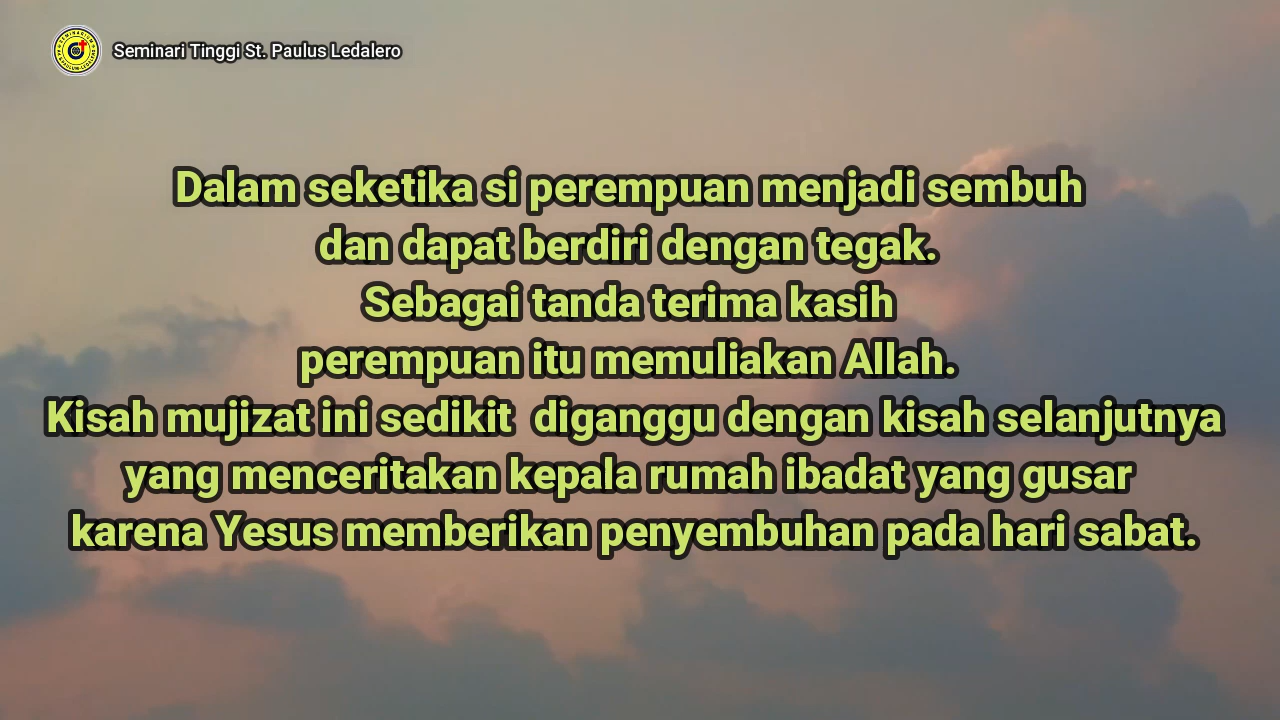 Seminari Tinggi St. Paulus Ledalero
Dalam seketika si perempuan menjadi sembuh
dan dapat berdiri dengan tegak.
Sebagai tanda terima kasih
perempuan itu memuliakan Allah.
Kisah mujizat ini sedikit  diganggu dengan kisah selanjutnya
yang menceritakan kepala rumah ibadat yang gusar
karena Yesus memberikan penyembuhan pada hari sabat.